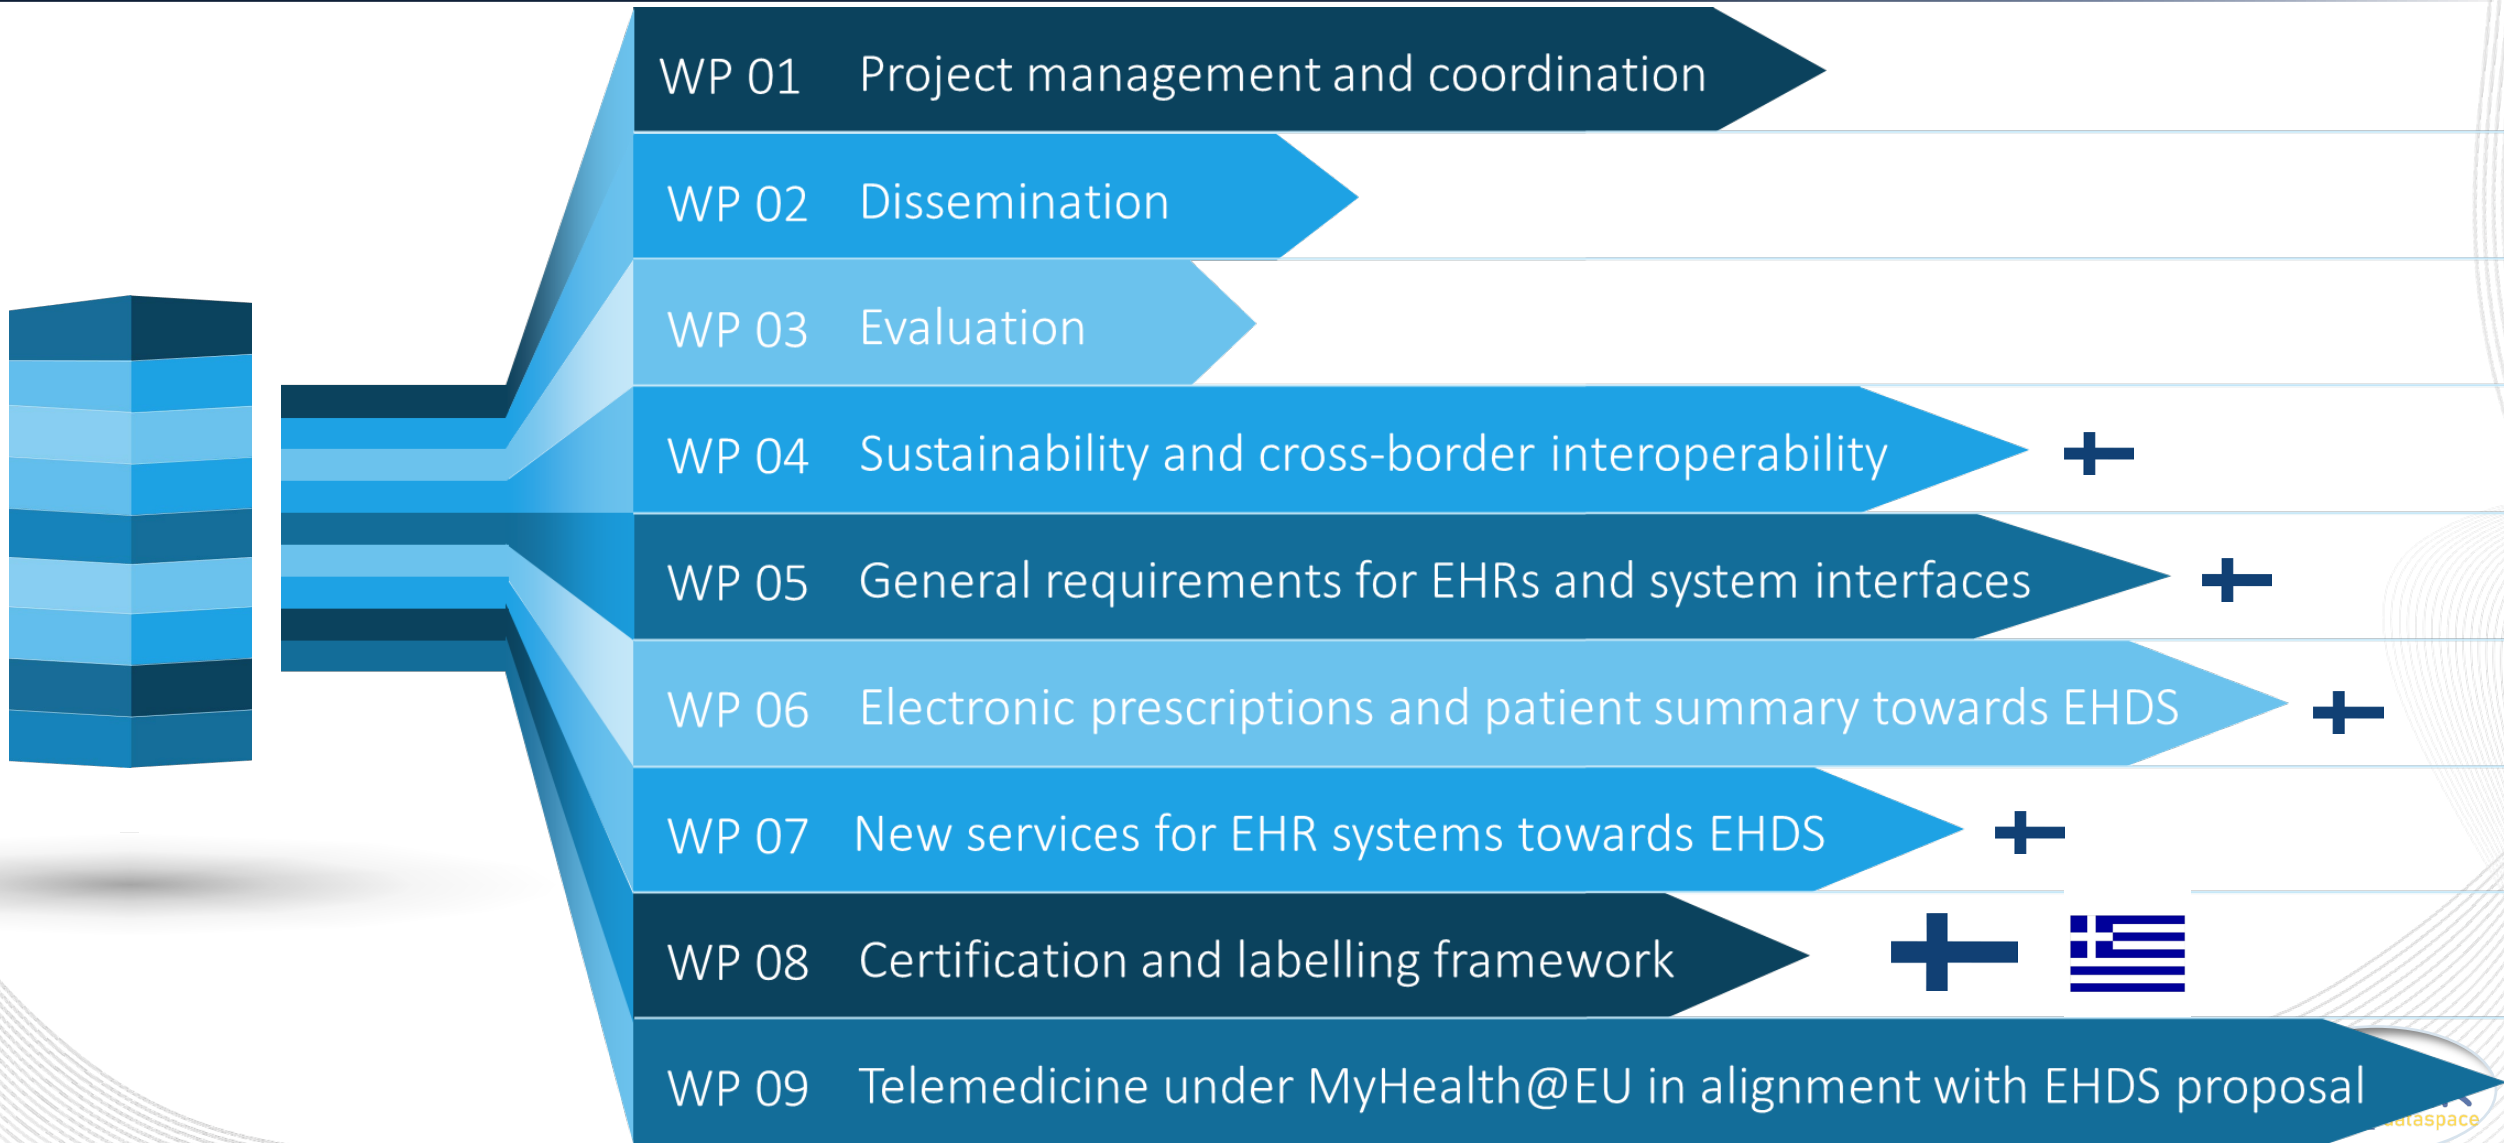 WP 01 Project management and coordination
WP 02 Dissemination
WP 03 Evaluation
WP 04 Sustainability and cross-border interoperability
WP 05 General requirements for EHRs and system interfaces
WP 06 Electronic prescriptions and patient summary towards EHDS
WP 07 New services for EHR systems towards EHDS
WP 08 Certification and labelling framework
WP 09 Telemedicine under MyHealth@EU in alignment with EHDS proposal